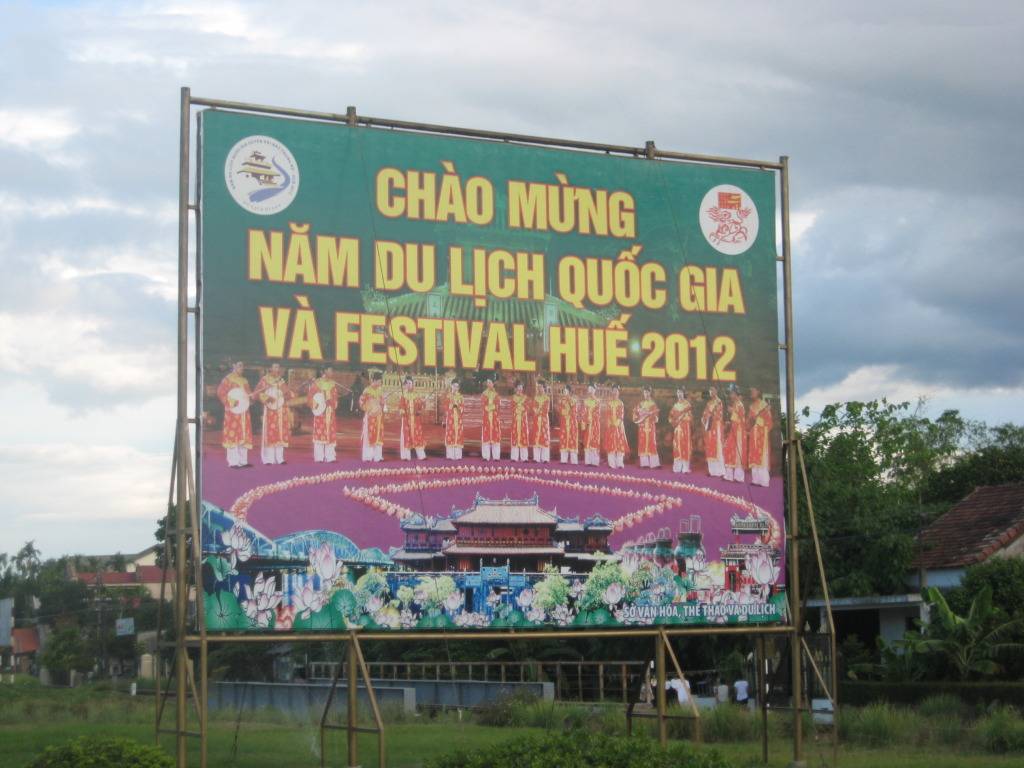 CHÀO MỪNG
NĂM DU LỊCH QUỐC GIA
VÀ FESTIVAL HUẾ 2012
SỞ VĂN HÓA, THỂ THAO VÀ DU LỊCH